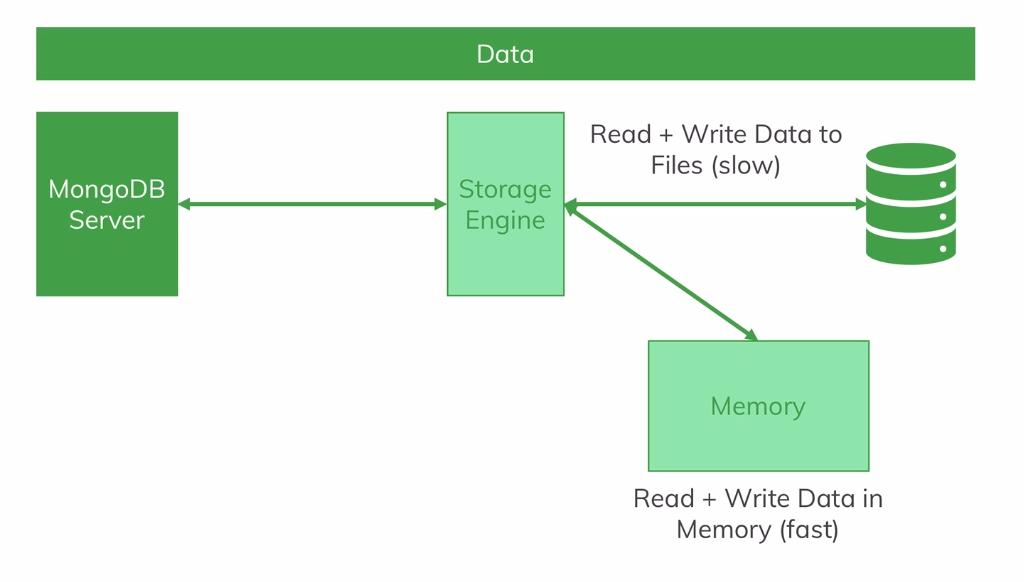 Data
MongoDB
Server
Storage
Engine
Read + Write Data to
Files (slow)
Memory
Read + Write Data in
Memory (fast)